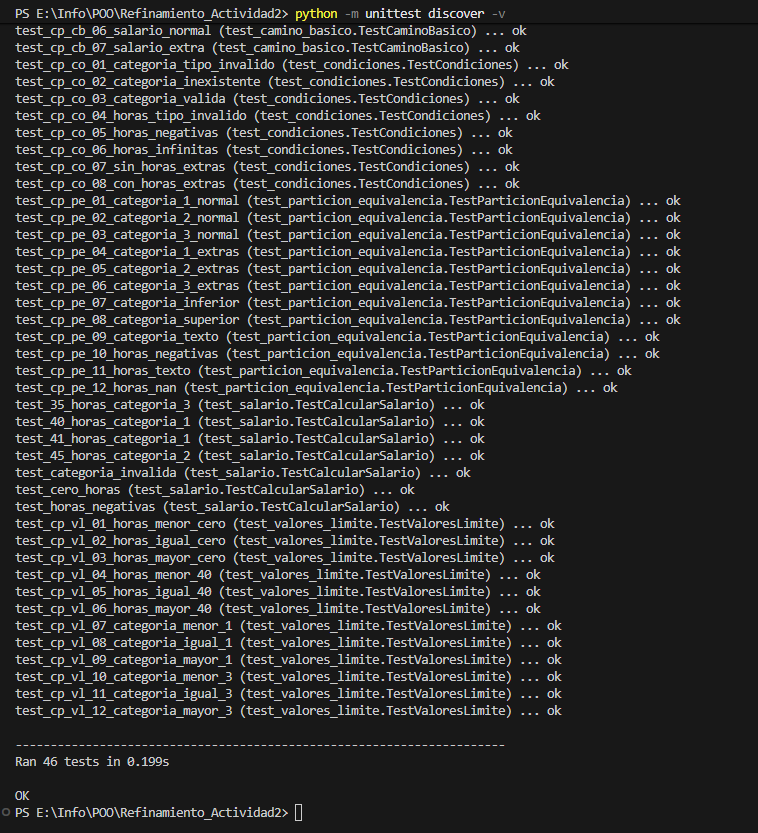 PS E:\Info\POO\Refinamiento_Actividad2> python -m unittest discover -v
test_cp_cb_06_salario_normal (test_camino_basico.TestCaminoBasico) ... ok
test_cp_cb_07_salario_extra (test_camino_basico.TestCaminoBasico) ... ok
test_cp_co_01_categoria_tipo_invalido (test_condiciones.TestCondiciones) ... ok
test_cp_co_02_categoria_inexistente (test_condiciones.TestCondiciones) ... ok
test_cp_co_03_categoria_valida (test_condiciones.TestCondiciones) ... ok
test_cp_co_04_horas_tipo_invalido (test_condiciones.TestCondiciones) ... ok
test_cp_co_05_horas_negativas (test_condiciones.TestCondiciones) ... ok
test_cp_co_06_horas_infinitas (test_condiciones.TestCondiciones) ... ok
test_cp_co_07_sin_horas_extras (test_condiciones.TestCondiciones) ... ok
test_cp_co_08_con_horas_extras (test_condiciones.TestCondiciones) ... ok
test_cp_pe_01_categoria_1_normal (test_particion_equivalencia.TestParticionEquivalencia) ... ok
test_cp_pe_02_categoria_2_normal (test_particion_equivalencia.TestParticionEquivalencia) ... ok
test_cp_pe_03_categoria_3_normal (test_particion_equivalencia.TestParticionEquivalencia) ... ok
test_cp_pe_04_categoria_1_extras (test_particion_equivalencia.TestParticionEquivalencia) ... ok
test_cp_pe_05_categoria_2_extras (test_particion_equivalencia.TestParticionEquivalencia) ... ok
test_cp_pe_06_categoria_3_extras (test_particion_equivalencia.TestParticionEquivalencia) ... ok
test_cp_pe_07_categoria_inferior (test_particion_equivalencia.TestParticionEquivalencia) ... ok
test_cp_pe_08_categoria_superior (test_particion_equivalencia.TestParticionEquivalencia) ... ok
test_cp_pe_09_categoria_texto (test_particion_equivalencia.TestParticionEquivalencia) ... ok
test_cp_pe_10_horas_negativas (test_particion_equivalencia.TestParticionEquivalencia) ... ok
test_cp_pe_11_horas_texto (test_particion_equivalencia.TestParticionEquivalencia) ... ok
test_cp_pe_12_horas_nan (test_particion_equivalencia.TestParticionEquivalencia) ... ok
test_35_horas_categoria_3 (test_salario.TestCalcularSalario) ... ok
test_40_horas_categoria_1 (test_salario.TestCalcularSalario) ... ok
test_41_horas_categoria_1 (test_salario.TestCalcularSalario) ... ok
test_45_horas_categoria_2 (test_salario.TestCalcularSalario) ... ok
test_categoria_invalida (test_salario.TestCalcularSalario) ... ok
test_cero_horas (test_salario.TestCalcularSalario) ... ok
test_horas_negativas (test_salario.TestCalcularSalario) ... ok
test_cp_vl_01_horas_menor_cero (test_valores_limite.TestValoresLimite) ... ok
test_cp_vl_02_horas_igual_cero (test_valores_limite.TestValoresLimite) ... ok
test_cp_vl_03_horas_mayor_cero (test_valores_limite.TestValoresLimite) ... ok
test_cp_vl_04_horas_menor_40 (test_valores_limite.TestValoresLimite) ... ok
test_cp_vl_05_horas_igual_40 (test_valores_limite.TestValoresLimite) ... ok
test_cp_vl_06_horas_mayor_40 (test_valores_limite.TestValoresLimite) ... ok
test_cp_vl_07_categoria_menor_1 (test_valores_limite.TestValoresLimite) ... ok
test_cp_vl_08_categoria_igual_1 (test_valores_limite.TestValoresLimite) ... ok
test_cp_vl_09_categoria_mayor_1 (test_valores_limite.TestValoresLimite) ... ok
test_cp_vl_10_categoria_menor_3 (test_valores_limite.TestValoresLimite) ... ok
test_cp_vl_11_categoria_igual_3 (test_valores_limite.TestValoresLimite) ... ok
test_cp_vl_12_categoria_mayor_3 (test_valores_limite.TestValoresLimite) ... ok
----------------------------------------------------------------------
Ran 46 tests in 0.199s
OK
PS E:\Info\POO\Refinamiento_Actividad2>